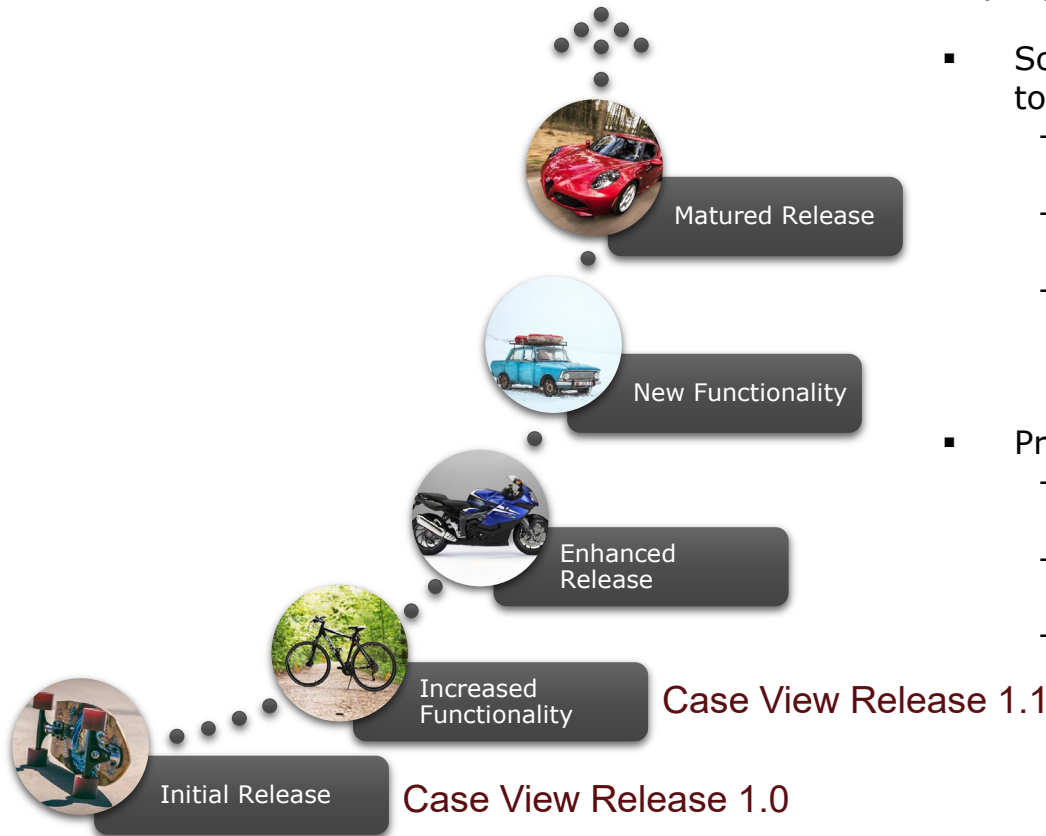 Matured Release
New Functionality
Enhanced
Release
Increased
Functionality
Case View Release 1.1
Initial Release
Case View Release 1.0
▪ 
to
-
-
-
▪ 
-
-
-